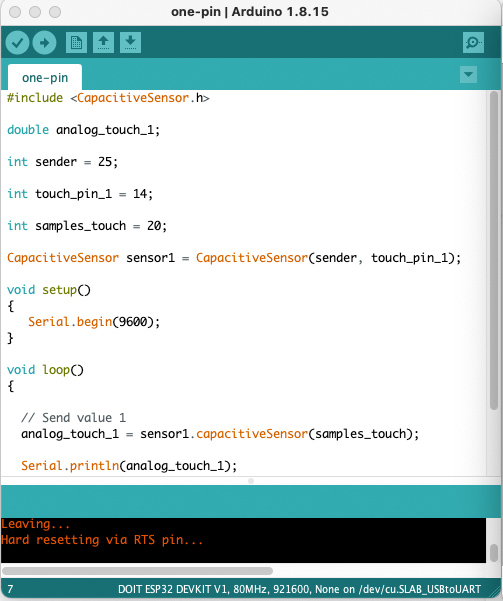 one-pin | Arduino 1.8.15
one-pin
#include <CapacitiveSensor.h>
double analog_touch_1;
int sender = 25;
int touch_pin_1 = 14;
int samples_touch = 20;
CapacitiveSensor sensor1 = CapacitiveSensor(sender, touch_pin_1);
void setup()
{
Serial.begin(9600);
}
void loop()
{
// Send value 1
analog_touch_1 = sensor1.capacitiveSensor(samples_touch);
Serial.println(analog_touch_1);
Leaving...
Hard resetting via RTS pin...
7 DOIT ESP32 DEVKIT V1, 80MHz, 921600, None on /dev/cu.SLAB_USBtoUART